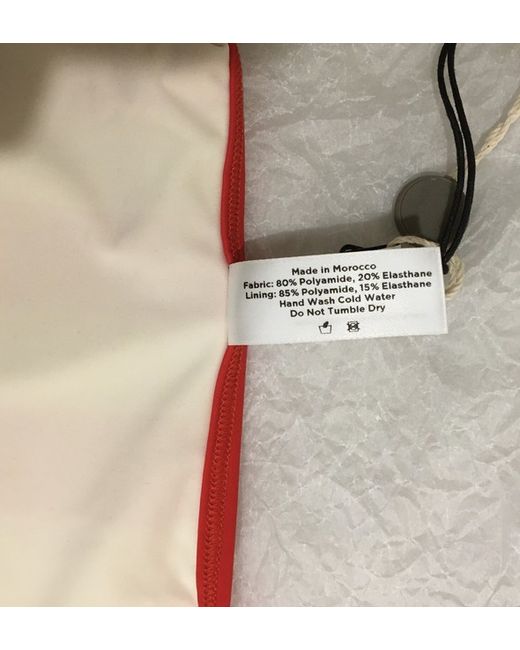 Made in Morocco
Fabric: 80% Polyamide, 20% Elasthane
Lining: 85% Polyamide, 15% Elasthane
Hand Wash Cold Water
Do Not Tumble Dry